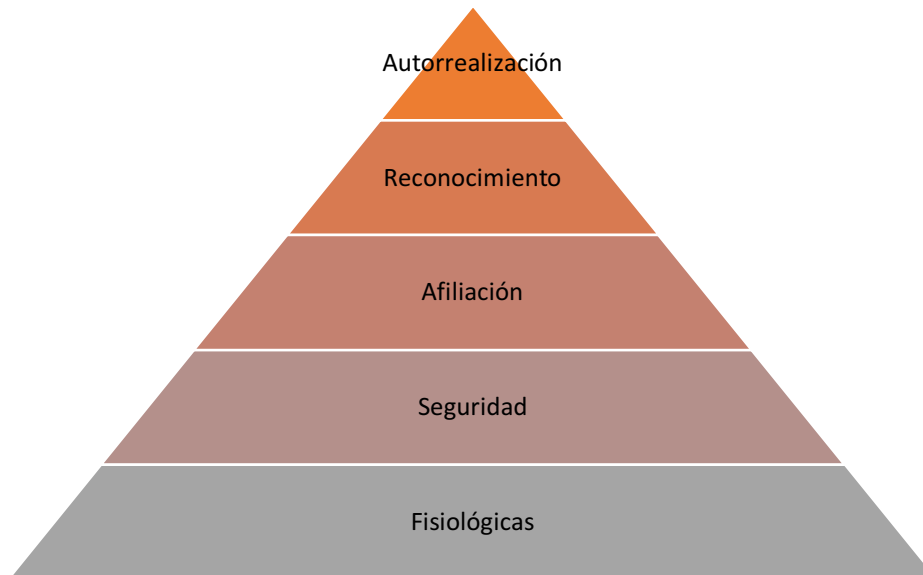 Autorrealización
Reconocimiento
Afiliación
Seguridad
Fisiológicas